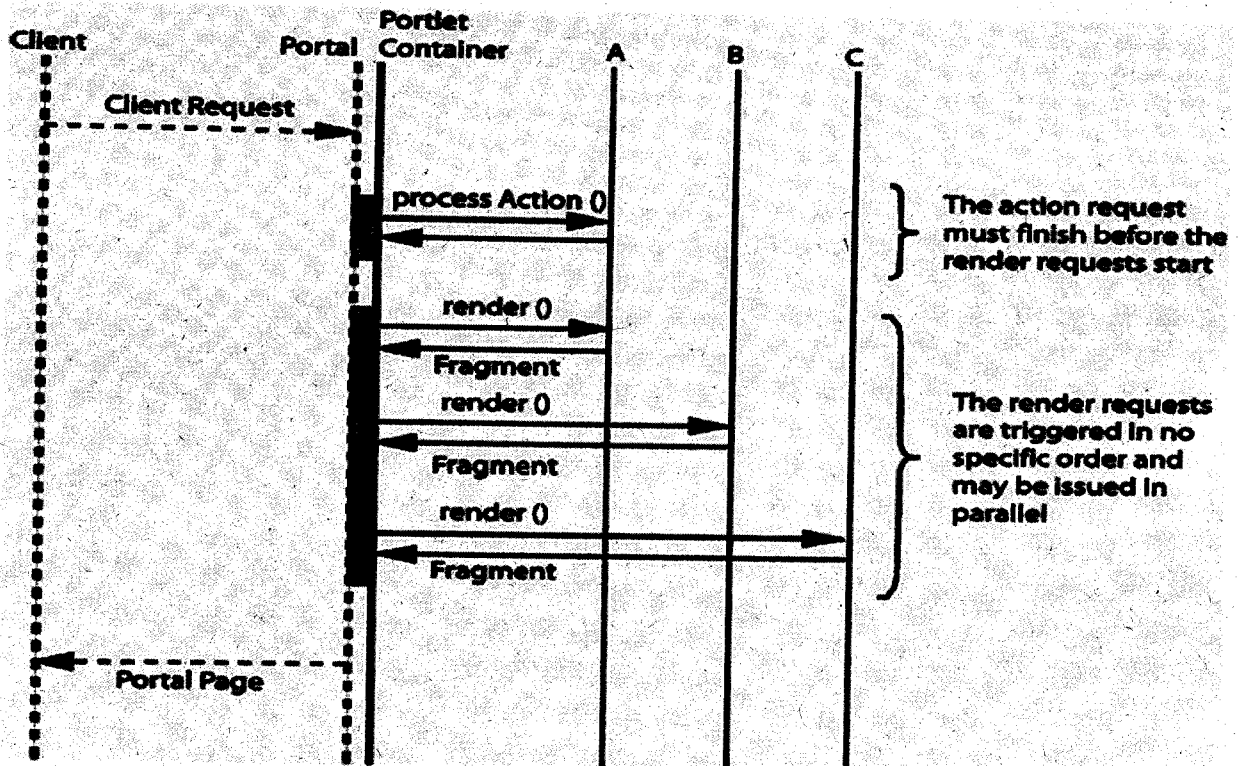 Client
Portal
Portlet
Container
A
B
C
Client Request
process Action ()
The action request
must finish before the
render requests start
render ()
Fragment
render ()
Fragment
render ()
Fragment
The render requests
are triggered in no
specific order and
may be issued in
parallel
Portal Page